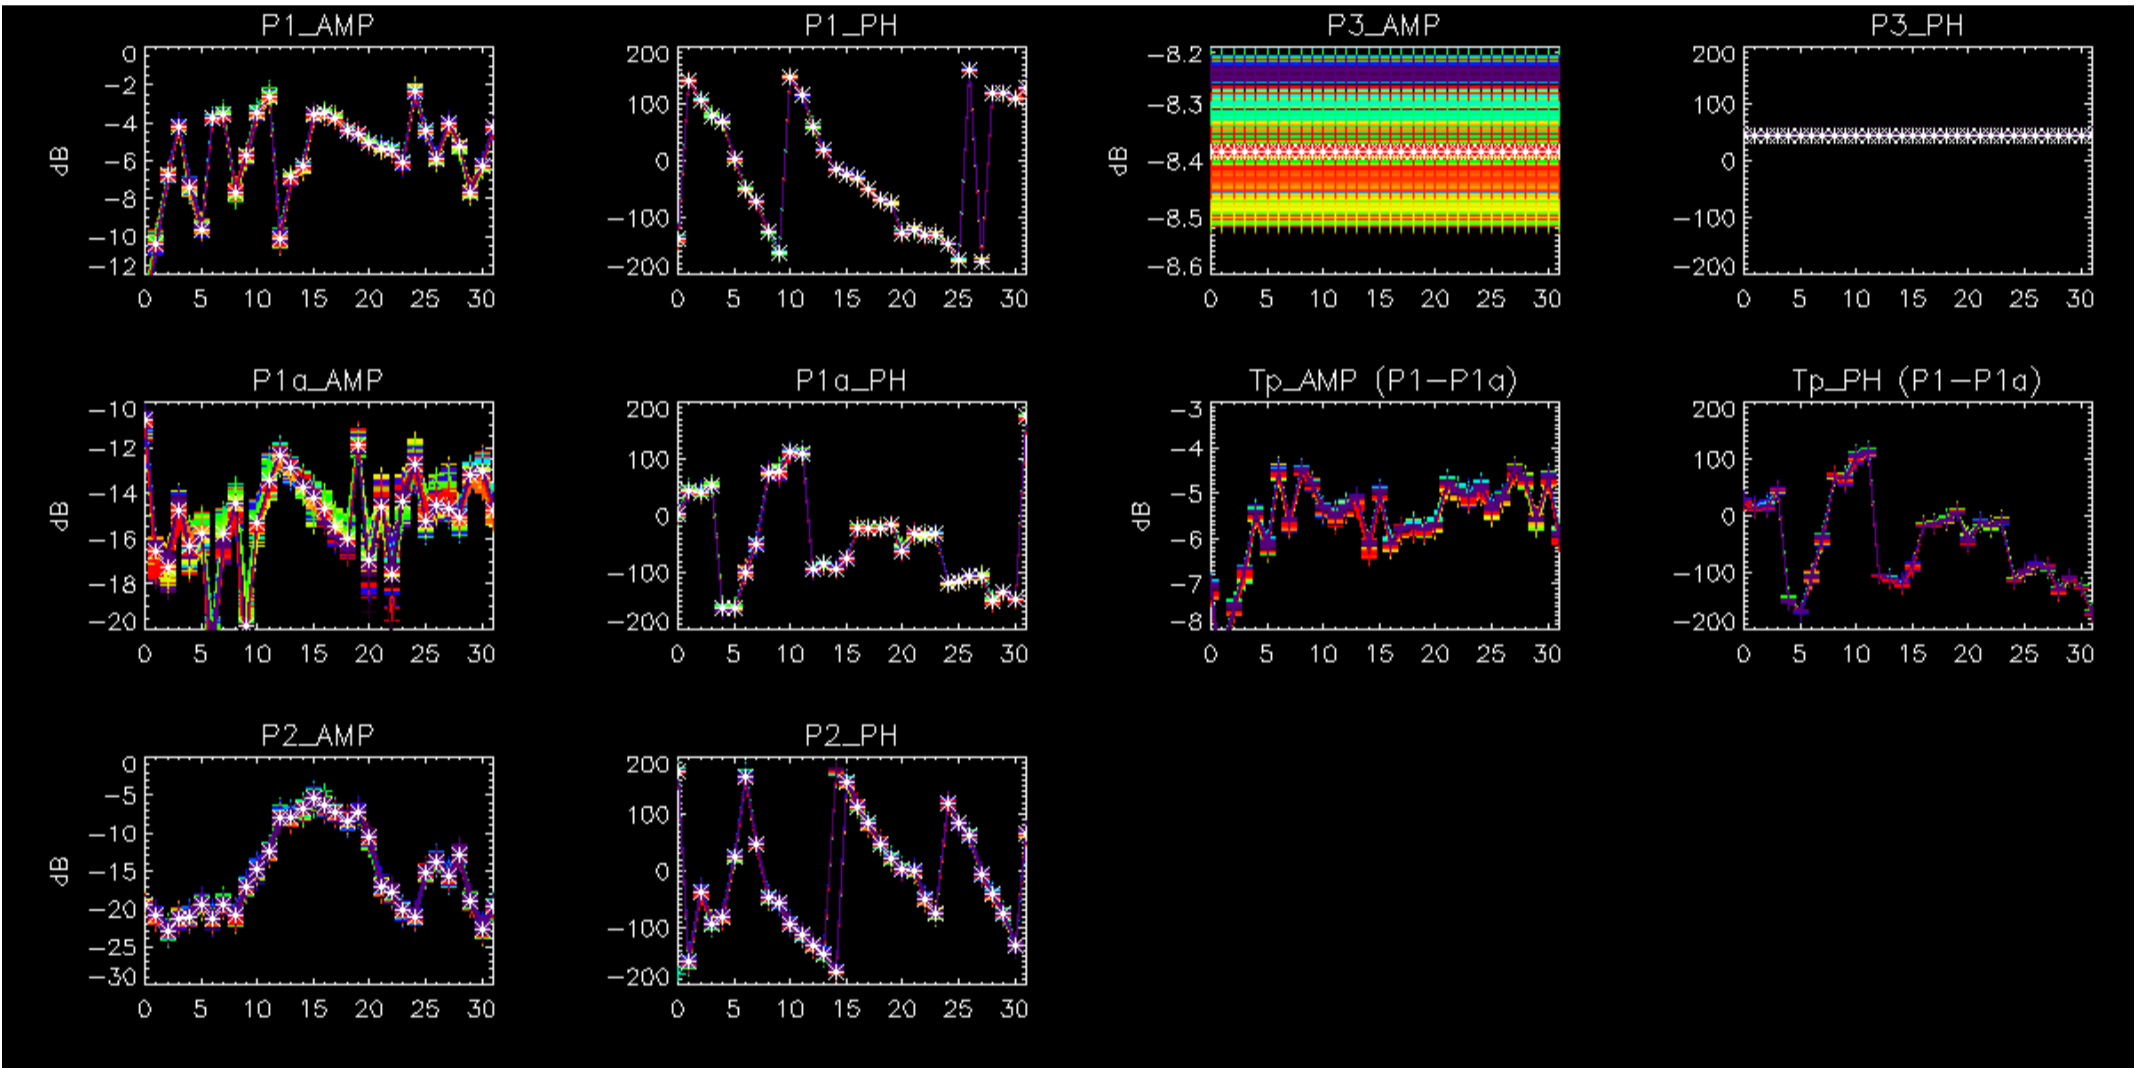 P1_AMP
0
−2
−4
−6
−8
−10
−12
dB
0 5 10 15 20 25 30
P1_PH
200
100
0
−100
−200
0 5 10 15 20 25 30
P3_AMP
−8.2
−8.3
−8.4
−8.5
−8.6
dB
0 5 10 15 20 25 30
P3_PH
200
100
0
−100
−200
0 5 10 15 20 25 30
P1a_AMP
−10
−12
−14
−16
−18
−20
dB
0 5 10 15 20 25 30
P1a_PH
200
100
0
−100
−200
0 5 10 15 20 25 30
Tp_AMP (P1−P1a)
−3
−4
−5
−6
−7
−8
dB
0 5 10 15 20 25 30
Tp_PH (P1−P1a)
200
100
0
−100
−200
0 5 10 15 20 25 30
P2_AMP
0
−5
−10
−15
−20
−25
−30
dB
0 5 10 15 20 25 30
P2_PH
200
100
0
−100
−200
0 5 10 15 20 25 30